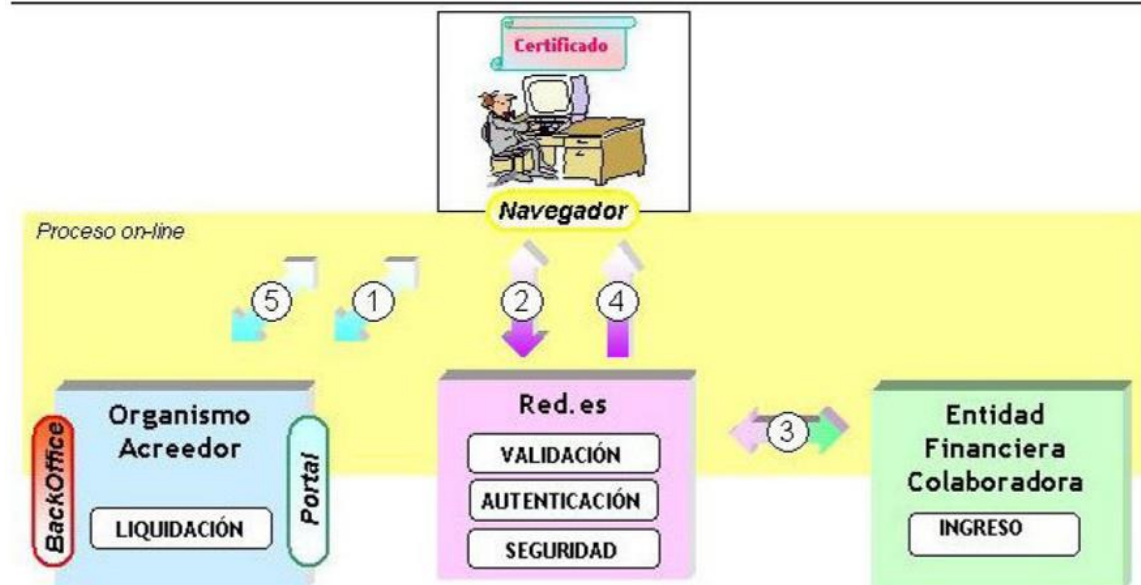 Certificado
Navegador
Proceso on-line
5
1
2
4
Organismo
Acreedor
BackOffice
Portal
LIQUIDACIÓN
Red.es
VALIDACIÓN
AUTENTICACIÓN
SEGURIDAD
3
Entidad
Financiera
Colaboradora
INGRESO